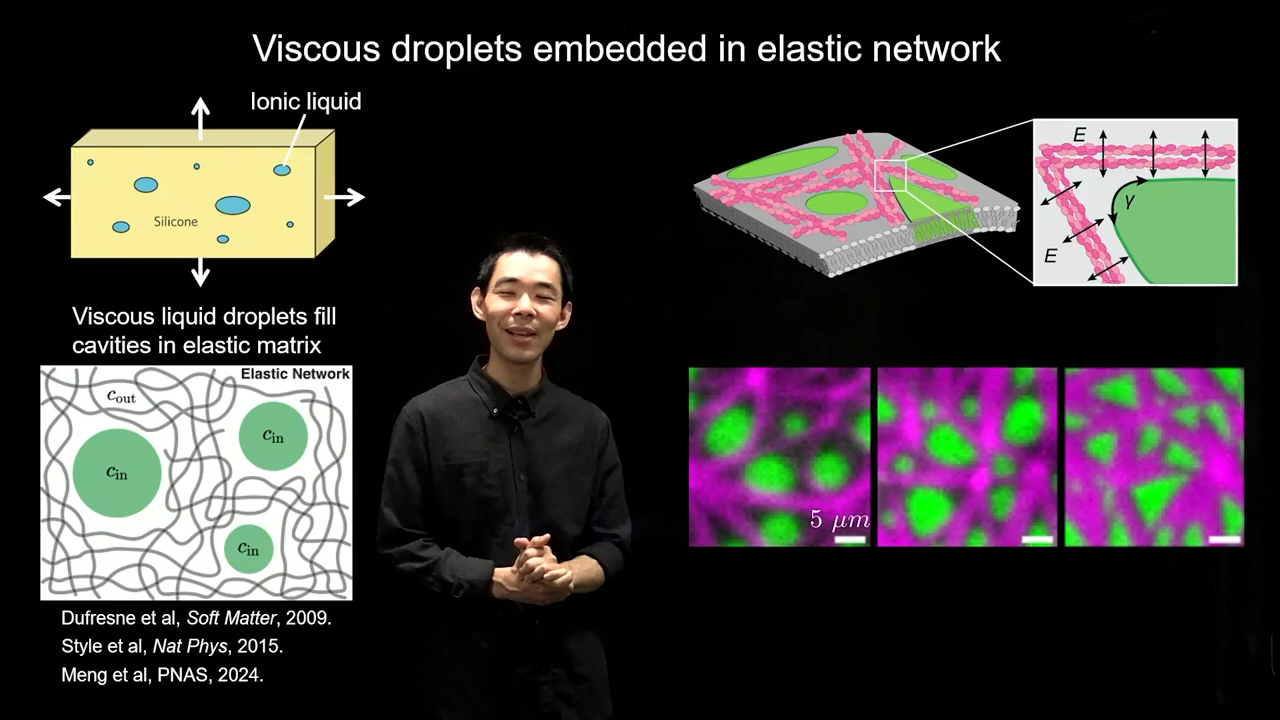 Viscous droplets embedded in elastic network
Ionic liquid
Silicone
Viscous liquid droplets fill
cavities in elastic matrix
Elastic Network
c_out
c_in
c_in
c_in
Dufresne et al, Soft Matter, 2009.
Style et al, Nat Phys, 2015.
Meng et al, PNAS, 2024.
E
γ
E
5 μm